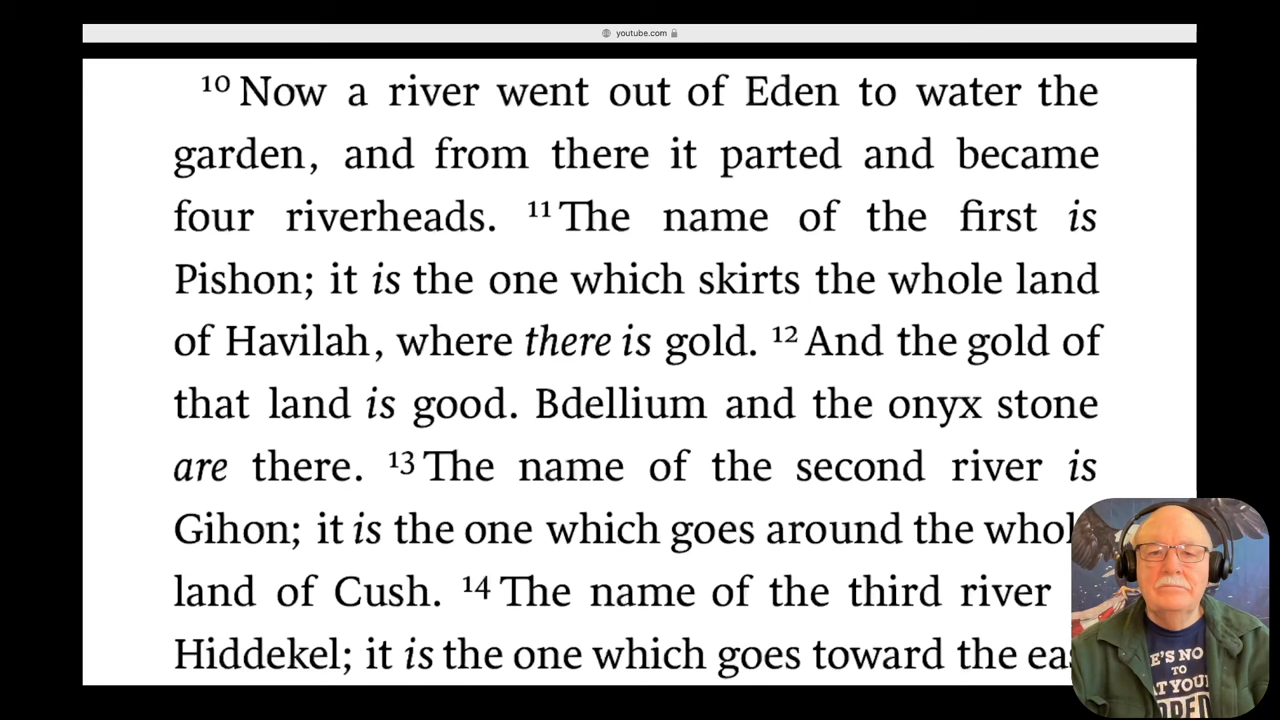 youtube.com
10 Now a river went out of Eden to water the
garden, and from there it parted and became
four riverheads. 11 The name of the first is
Pishon; it is the one which skirts the whole land
of Havilah, where there is gold. 12 And the gold of
that land is good. Bdellium and the onyx stone
are there. 13 The name of the second river is
Gihon; it is the one which goes around the
land of Cush. 14 The name of the third river
Hiddekel; it is the one which goes toward the
E'S NO
TO